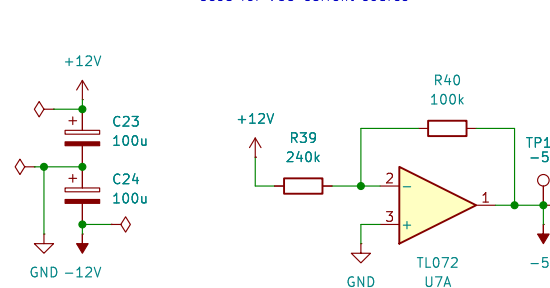 +12V
+
C23
100u
+
C24
100u
GND
-12V
+12V
R39
240k
R40
100k
2
−
3
+
1
GND
TL072
U7A
TP1
-5
-5